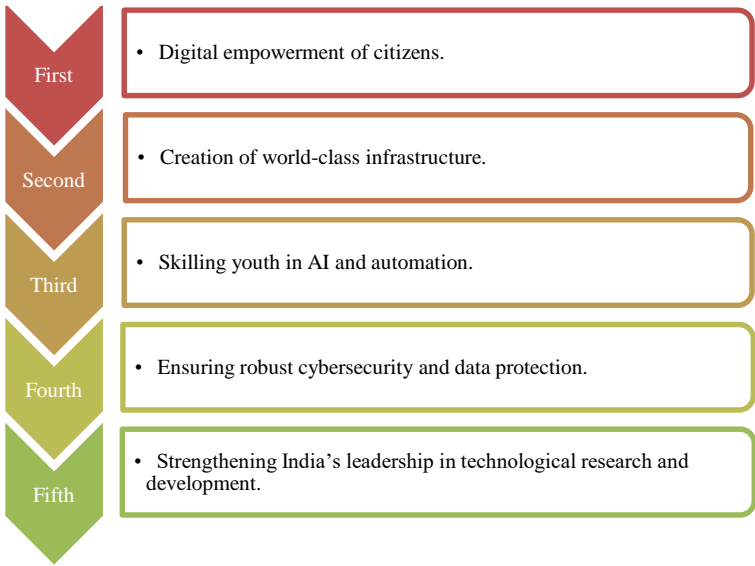 First
• Digital empowerment of citizens.
Second
• Creation of world-class infrastructure.
Third
• Skilling youth in AI and automation.
Fourth
• Ensuring robust cybersecurity and data protection.
Fifth
• Strengthening India’s leadership in technological research and
development.